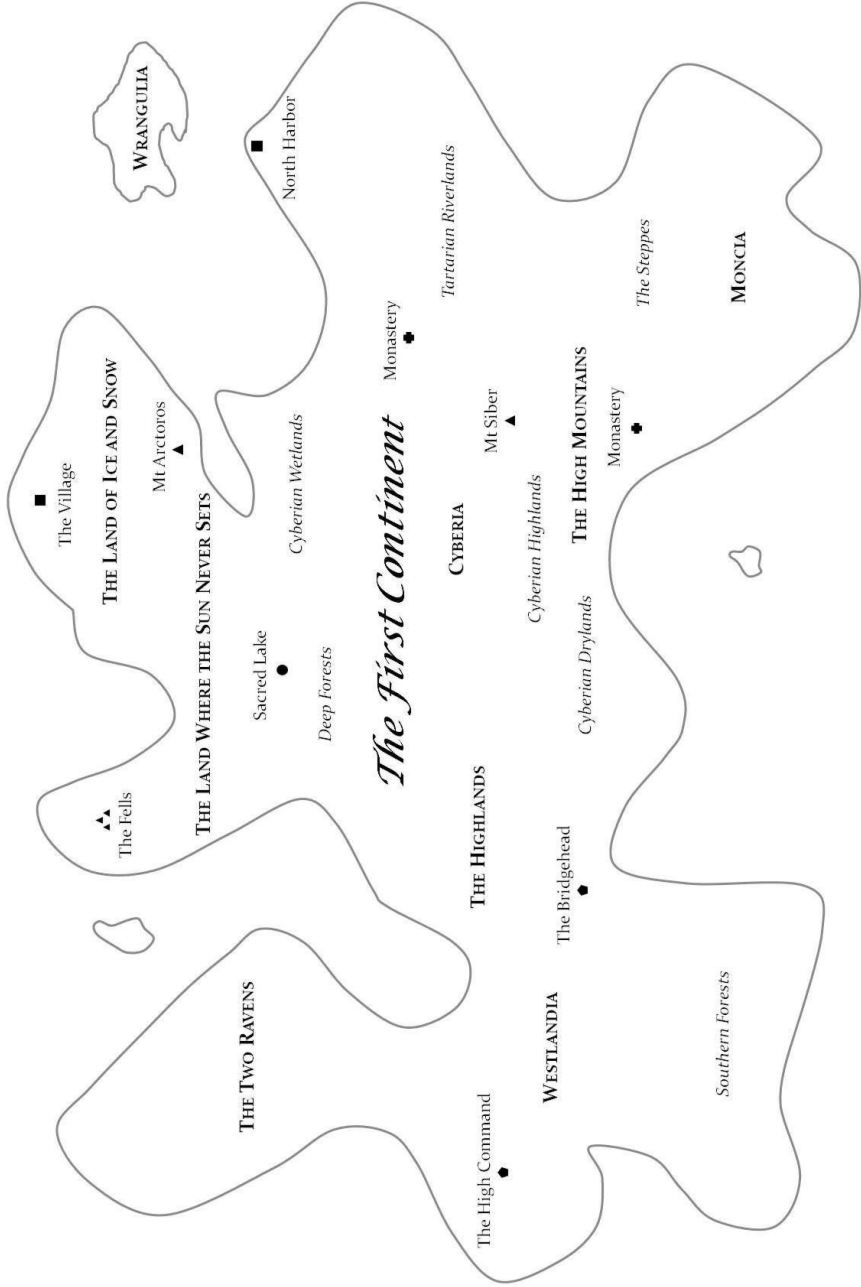 The Village
Wrangulia
The Land of Ice and Snow
The Fells
Mt Arctoros
The Land Where the Sun Never Sets
The Two Ravens
Sacred Lake
Cyberian Wetlands
North Harbor
Deep Forests
The First Continent
Monastery
Tartarian Riverlands
Cyberia
The Highlands
Mt Siber
The High Command
Cyberian Highlands
Westlandia
The Bridgehead
Cyberian Drylands
The High Mountains
Monastery
The Steppes
Southern Forests
Moncia